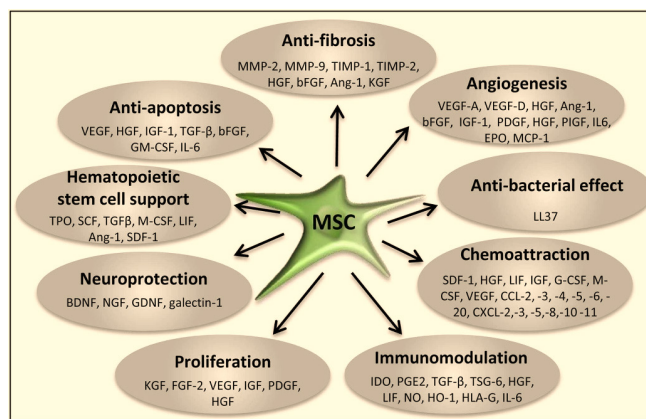 Anti-fibrosis
MMP-2, MMP-9, TIMP-1, TIMP-2,
HGF, bFGF, Ang-1, KGF
Angiogenesis
VEGF-A, VEGF-D, HGF, Ang-1,
bFGF, IGF-1, PDGF, HGF, PIGF, IL6,
EPO, MCP-1
Anti-apoptosis
VEGF, HGF, IGF-1, TGF-β, bFGF,
GM-CSF, IL-6
Hematopoietic
stem cell support
TPO, SCF, TGFβ, M-CSF, LIF,
Ang-1, SDF-1
MSC
Anti-bacterial effect
LL37
Neuroprotection
BDNF, NGF, GDNF, galectin-1
Chemoattraction
SDF-1, HGF, LIF, IGF, G-CSF, M-
CSF, VEGF, CCL-2, -3, -4, -5, -6, -
20, CXCL-2,-3, -5,-8,-10 -11
Proliferation
KGF, FGF-2, VEGF, IGF, PDGF,
HGF
Immunomodulation
IDO, PGE2, TGF-β, TSG-6, HGF,
LIF, NO, HO-1, HLA-G, IL-6